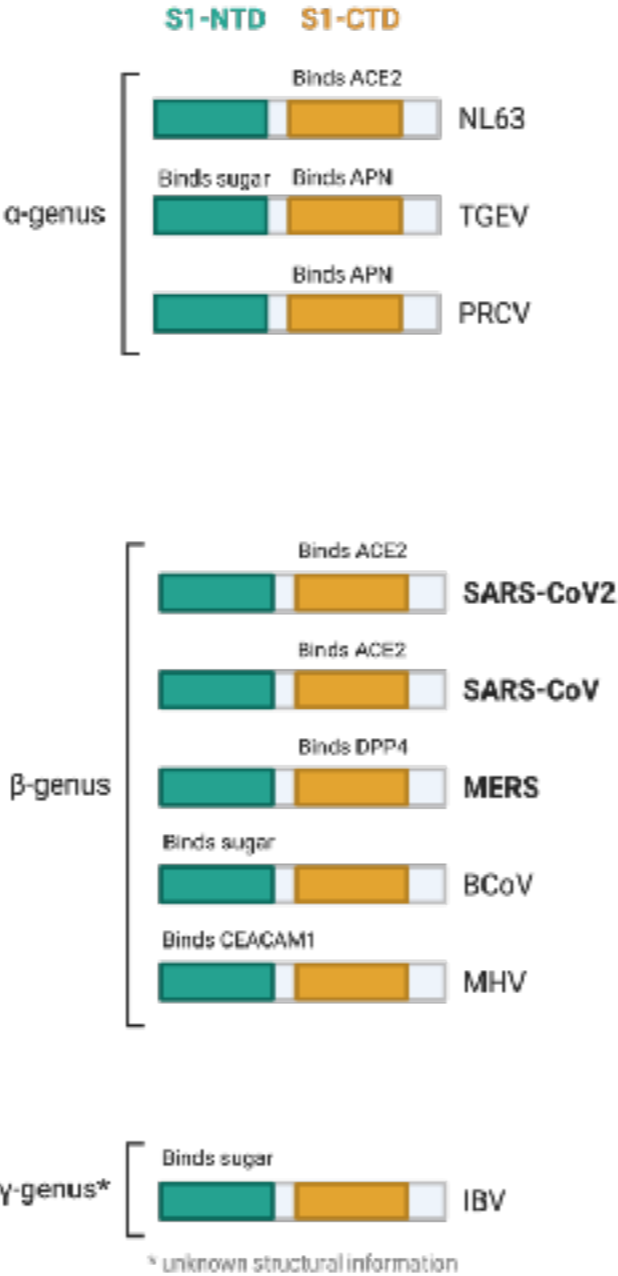 S1-NTD S1-CTD
Binds ACE2
NL63
Binds sugar Binds APN
α-genus
TGEV
Binds APN
PRCV
Binds ACE2
SARS-CoV2
Binds ACE2
SARS-CoV
Binds DPP4
β-genus
MERS
Binds sugar
BCoV
Binds CEACAM1
MHV
Binds sugar
γ-genus*
IBV
* unknown structural information